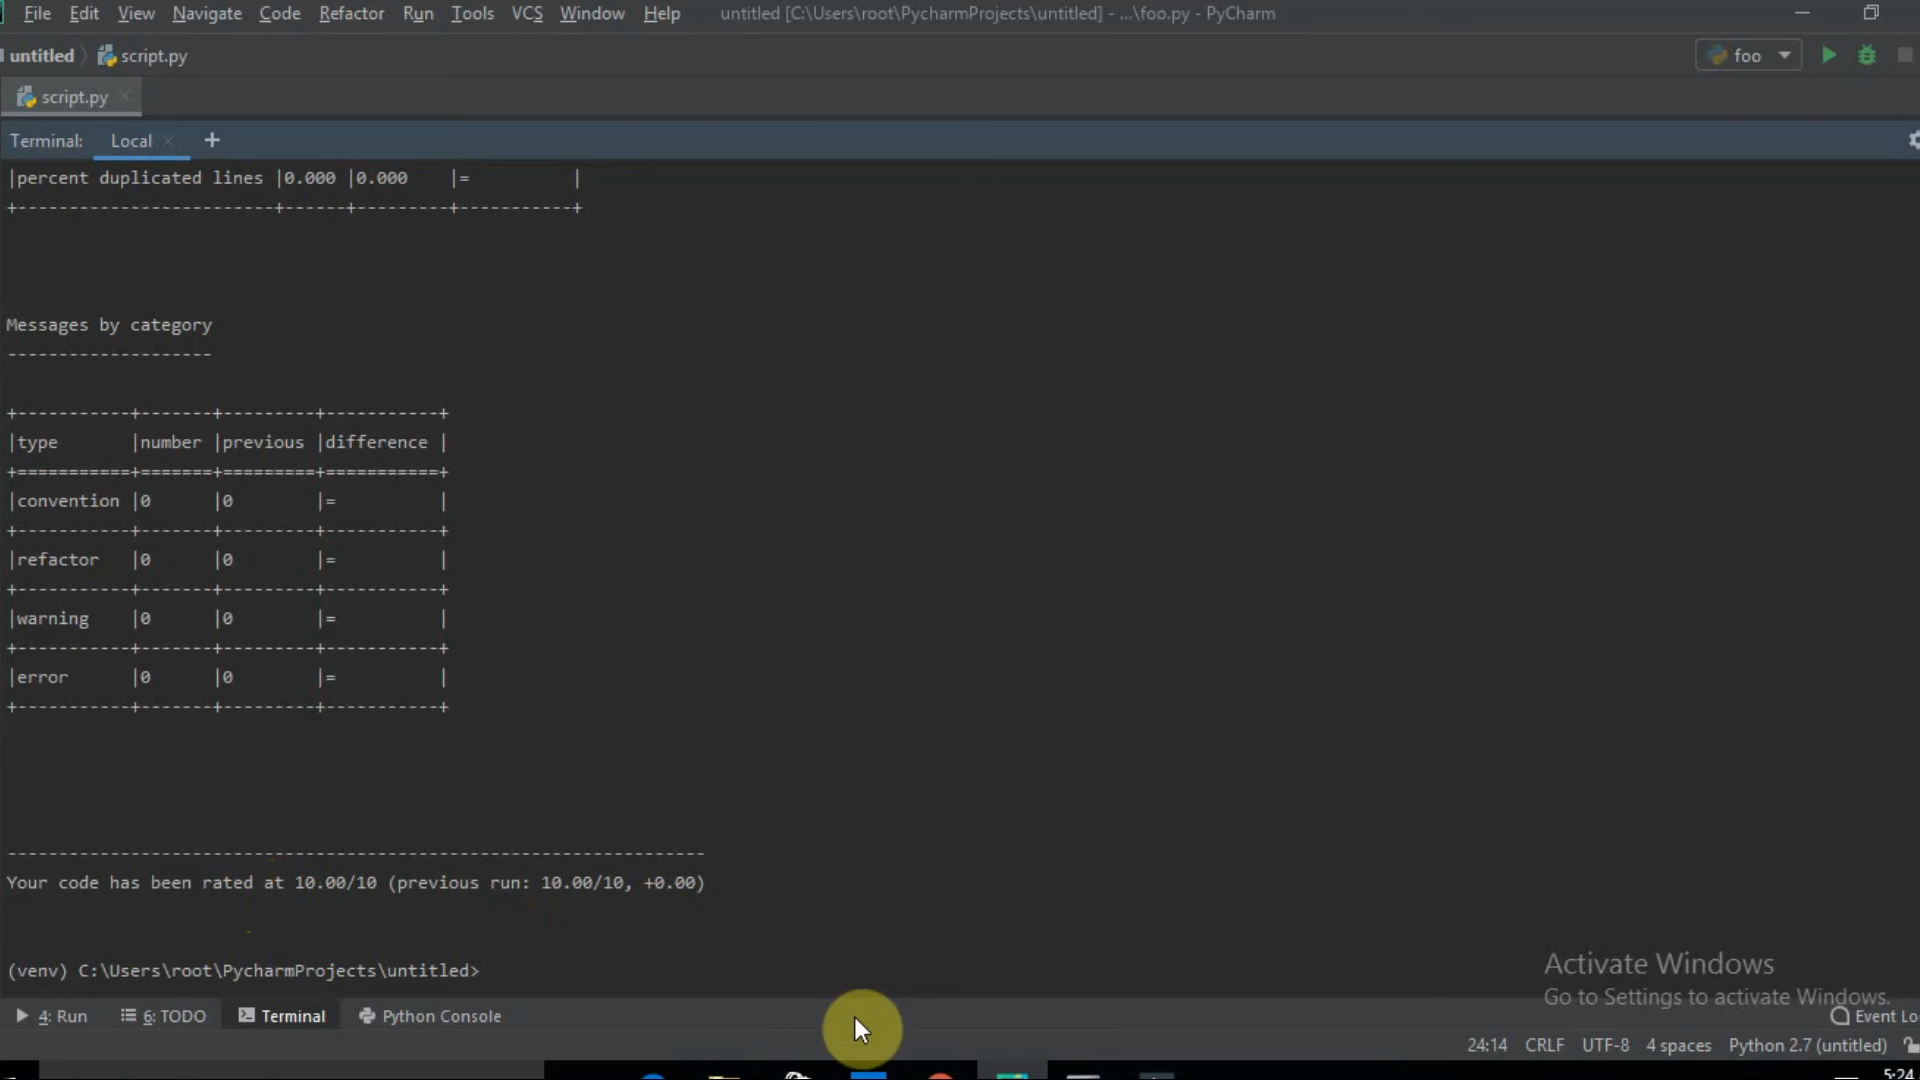 File Edit View Navigate Code Refactor Run Tools VCS Window Help untitled [C:\Users\root\PycharmProjects\untitled] - ...\foo.py - PyCharm
untitled script.py foo
script.py
Terminal: Local +
|percent duplicated lines |0.000 |0.000 |= |
+-------------------------+------+---------+-----------+
Messages by category
--------------------
+-----------+-------+---------+-----------+
|type |number |previous |difference |
+===========+=======+=========+===========+
|convention |0 |0 |= |
+-----------+-------+---------+-----------+
|refactor |0 |0 |= |
+-----------+-------+---------+-----------+
|warning |0 |0 |= |
+-----------+-------+---------+-----------+
|error |0 |0 |= |
+-----------+-------+---------+-----------+
--------------------------------------------------------------------
Your code has been rated at 10.00/10 (previous run: 10.00/10, +0.00)
(venv) C:\Users\root\PycharmProjects\untitled>
Activate Windows
Go to Settings to activate Windows.
4: Run 6: TODO Terminal Python Console Event Lo
24:14 CRLF UTF-8 4 spaces Python 2.7 (untitled)
5:24